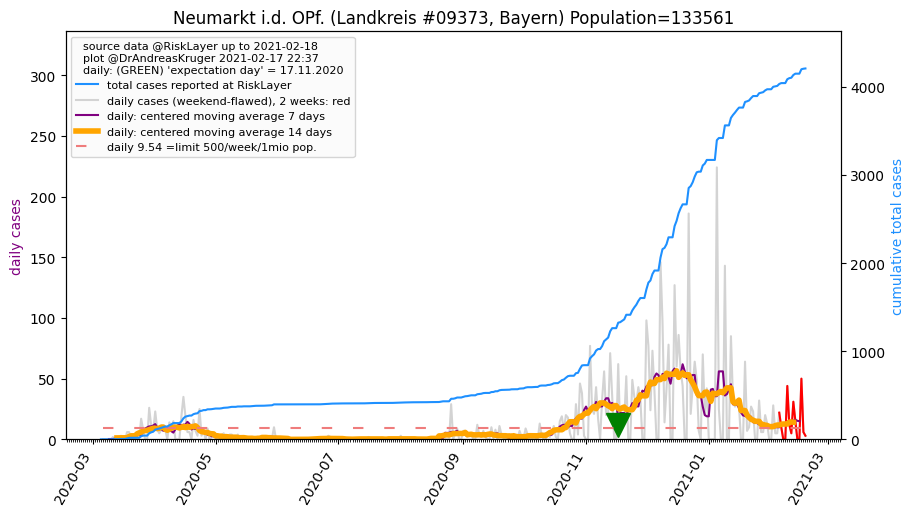 Neumarkt i.d. OPf. (Landkreis #09373, Bayern) Population=133561
source data @RiskLayer up to 2021-02-18
plot @DrAndreasKruger 2021-02-17 22:37
daily: (GREEN) 'expectation day' = 17.11.2020
total cases reported at RiskLayer
daily cases (weekend-flawed), 2 weeks: red
daily: centered moving average 7 days
daily: centered moving average 14 days
daily 9.54 =limit 500/week/1mio pop.
daily cases
300
250
200
150
100
50
0
cumulative total cases
4000
3000
2000
1000
0
2020-03
2020-05
2020-07
2020-09
2020-11
2021-01
2021-03